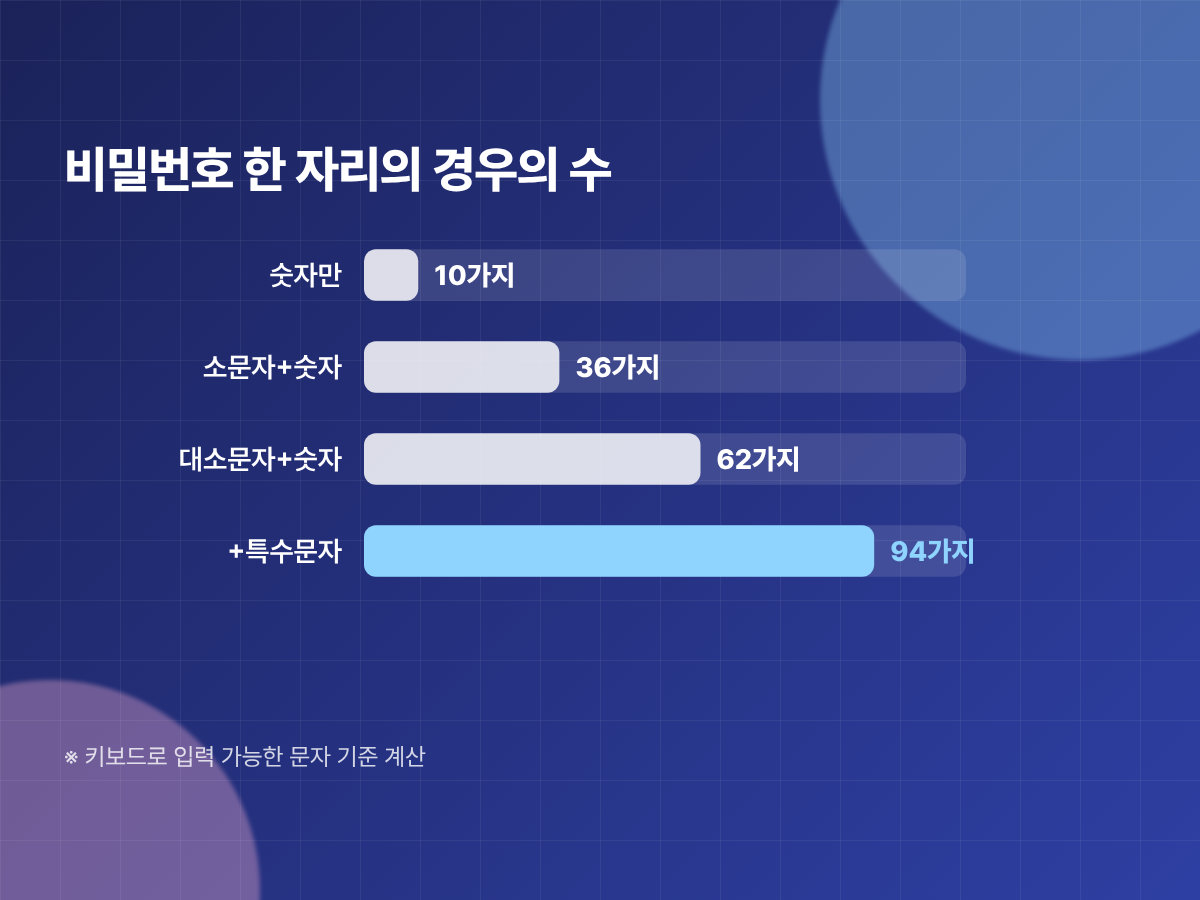 비밀번호 한 자리의 경우의 수
숫자만 10가지
소문자+숫자 36가지
대소문자+숫자 62가지
+특수문자 94가지
※ 키보드로 입력 가능한 문자 기준 계산